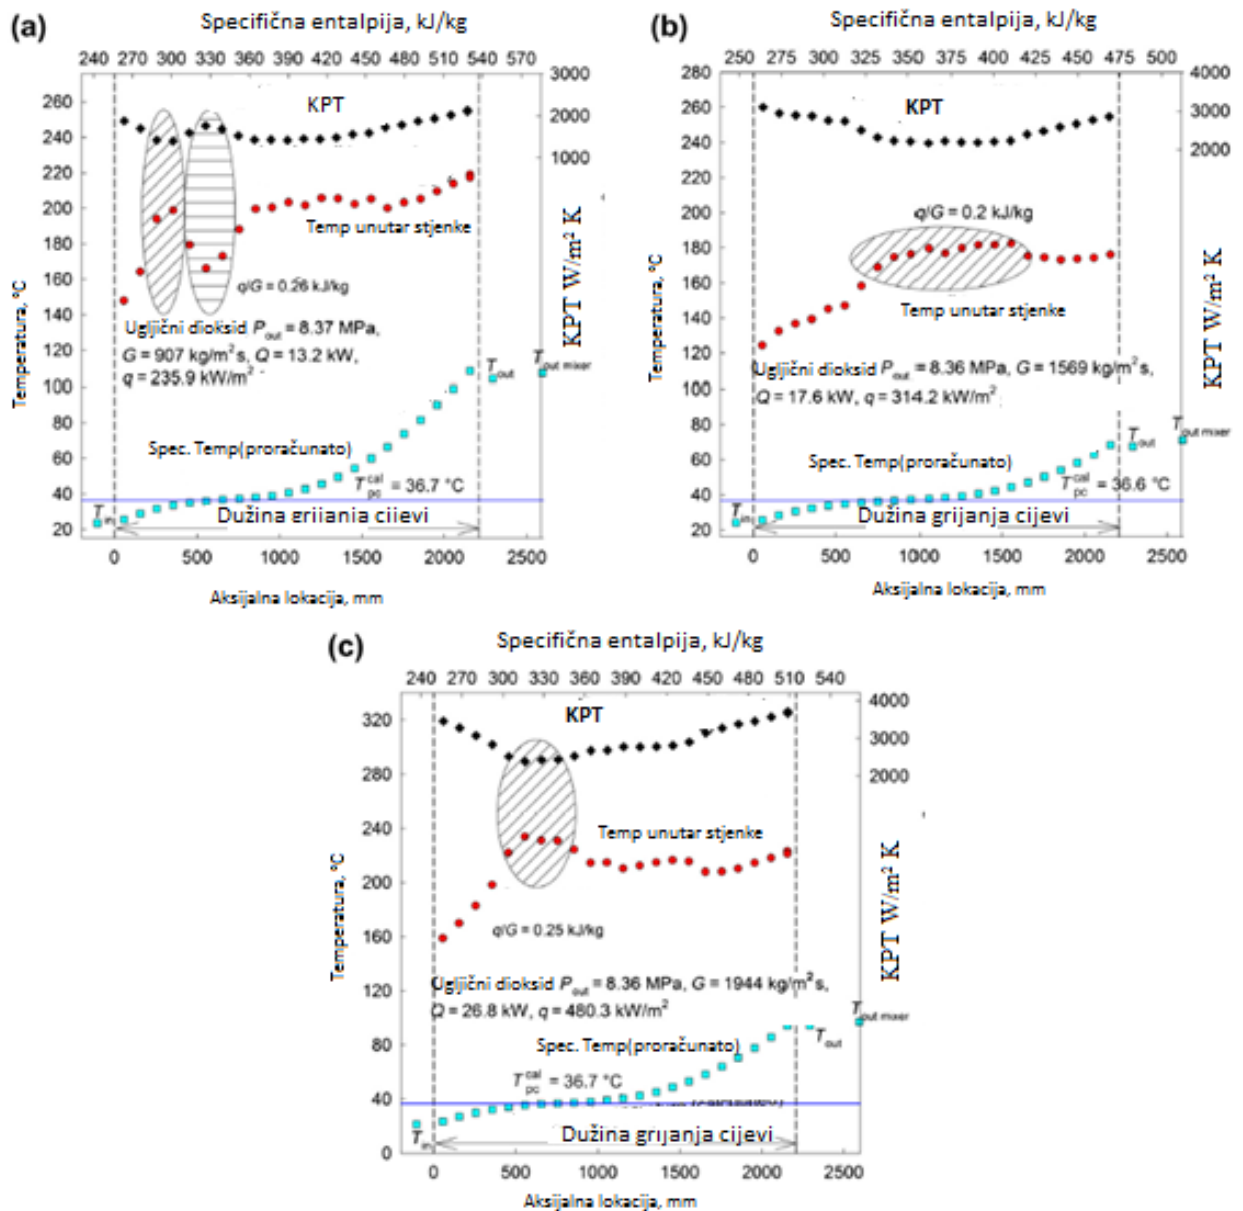 (a)
Specifična entalpija, kJ/kg
240 270 300 330 360 390 420 450 480 510 540 570
3000
2000
1000
KPT
260
240
220
200
180
160
140
120
100
80
60
40
20
Temperatura, °C
KPT W/m² K
Temp unutar stjenke
q/G = 0.26 kJ/kg
Ugljični dioksid P_out = 8.37 MPa,
G = 907 kg/m²s, Q = 13.2 kW,
q = 235.9 kW/m²
T_out
T_out mixer
Spec. Temp(proračunato)
T_pc^cal = 36.7 °C
T_in
Dužina grijanja cijevi
0 500 1000 1500 2000 2500
Aksijalna lokacija, mm
(b)
Specifična entalpija, kJ/kg
250 275 300 325 350 375 400 425 450 475 500
4000
3000
2000
KPT
280
260
240
220
200
180
160
140
120
100
80
60
40
20
Temperatura, °C
KPT W/m² K
q/G = 0.2 kJ/kg
Temp unutar stjenke
Ugljični dioksid P_out = 8.36 MPa, G = 1569 kg/m²s,
Q = 17.6 kW, q = 314.2 kW/m²
T_out
T_out mixer
Spec. Temp(proračunato)
T_pc^cal = 36.6 °C
T_in
Dužina grijanja cijevi
0 500 1000 1500 2000 2500
Aksijalna lokacija, mm
(c)
Specifična entalpija, kJ/kg
240 270 300 330 360 390 420 450 480 510 540
4000
3000
2000
KPT
320
280
240
200
160
120
80
40
0
Temperatura, °C
KPT W/m² K
Temp unutar stjenke
q/G = 0.25 kJ/kg
Ugljični dioksid P_out = 8.36 MPa, G = 1944 kg/m²s,
Q = 26.8 kW, q = 480.3 kW/m²
T_out
T_out mixer
Spec. Temp(proračunato)
T_pc^cal = 36.7 °C
T_in
Dužina grijanja cijevi
0 500 1000 1500 2000 2500
Aksijalna lokacija, mm